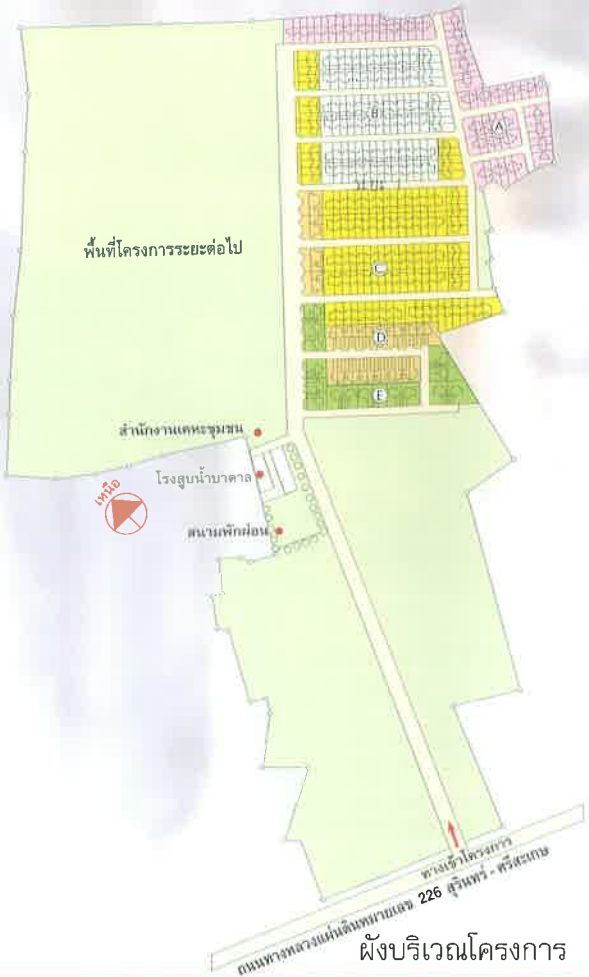 A
B
ระยะ 1
พื้นที่โครงการระยะต่อไป
C
D
E
สำนักงานเคหะชุมชน
โรงสูบน้ำบาดาล
เหนือ
สนามพักผ่อน
ทางเข้าโครงการ
ถนนทางหลวงแผ่นดินหมายเลข 226 สุรินทร์ - ศรีสะเกษ
ผังบริเวณโครงการ